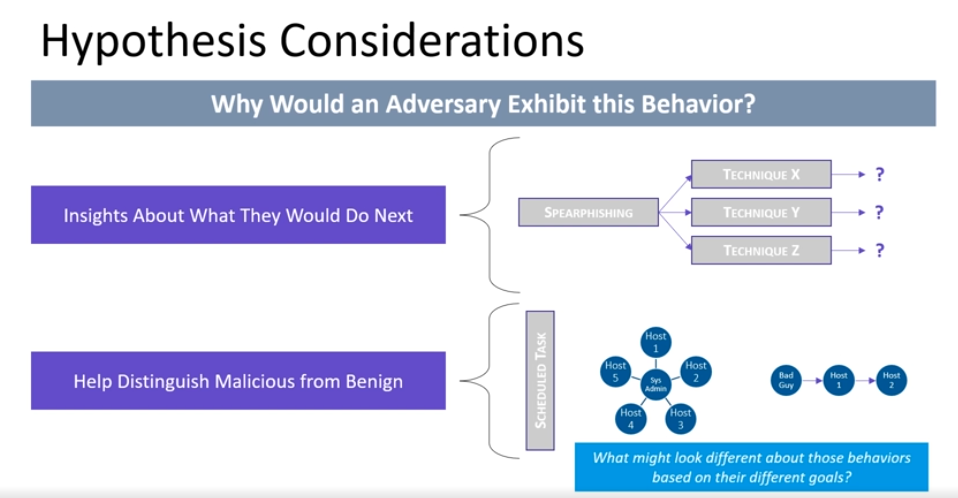 Hypothesis Considerations
Why Would an Adversary Exhibit this Behavior?
Insights About What They Would Do Next
SPEARPHISHING
TECHNIQUE X
?
TECHNIQUE Y
?
TECHNIQUE Z
?
Help Distinguish Malicious from Benign
SCHEDULED TASK
Host
1
Host
5
Host
2
Sys
Admin
Host
4
Host
3
Bad
Guy
Host
1
Host
2
What might look different about those behaviors
based on their different goals?